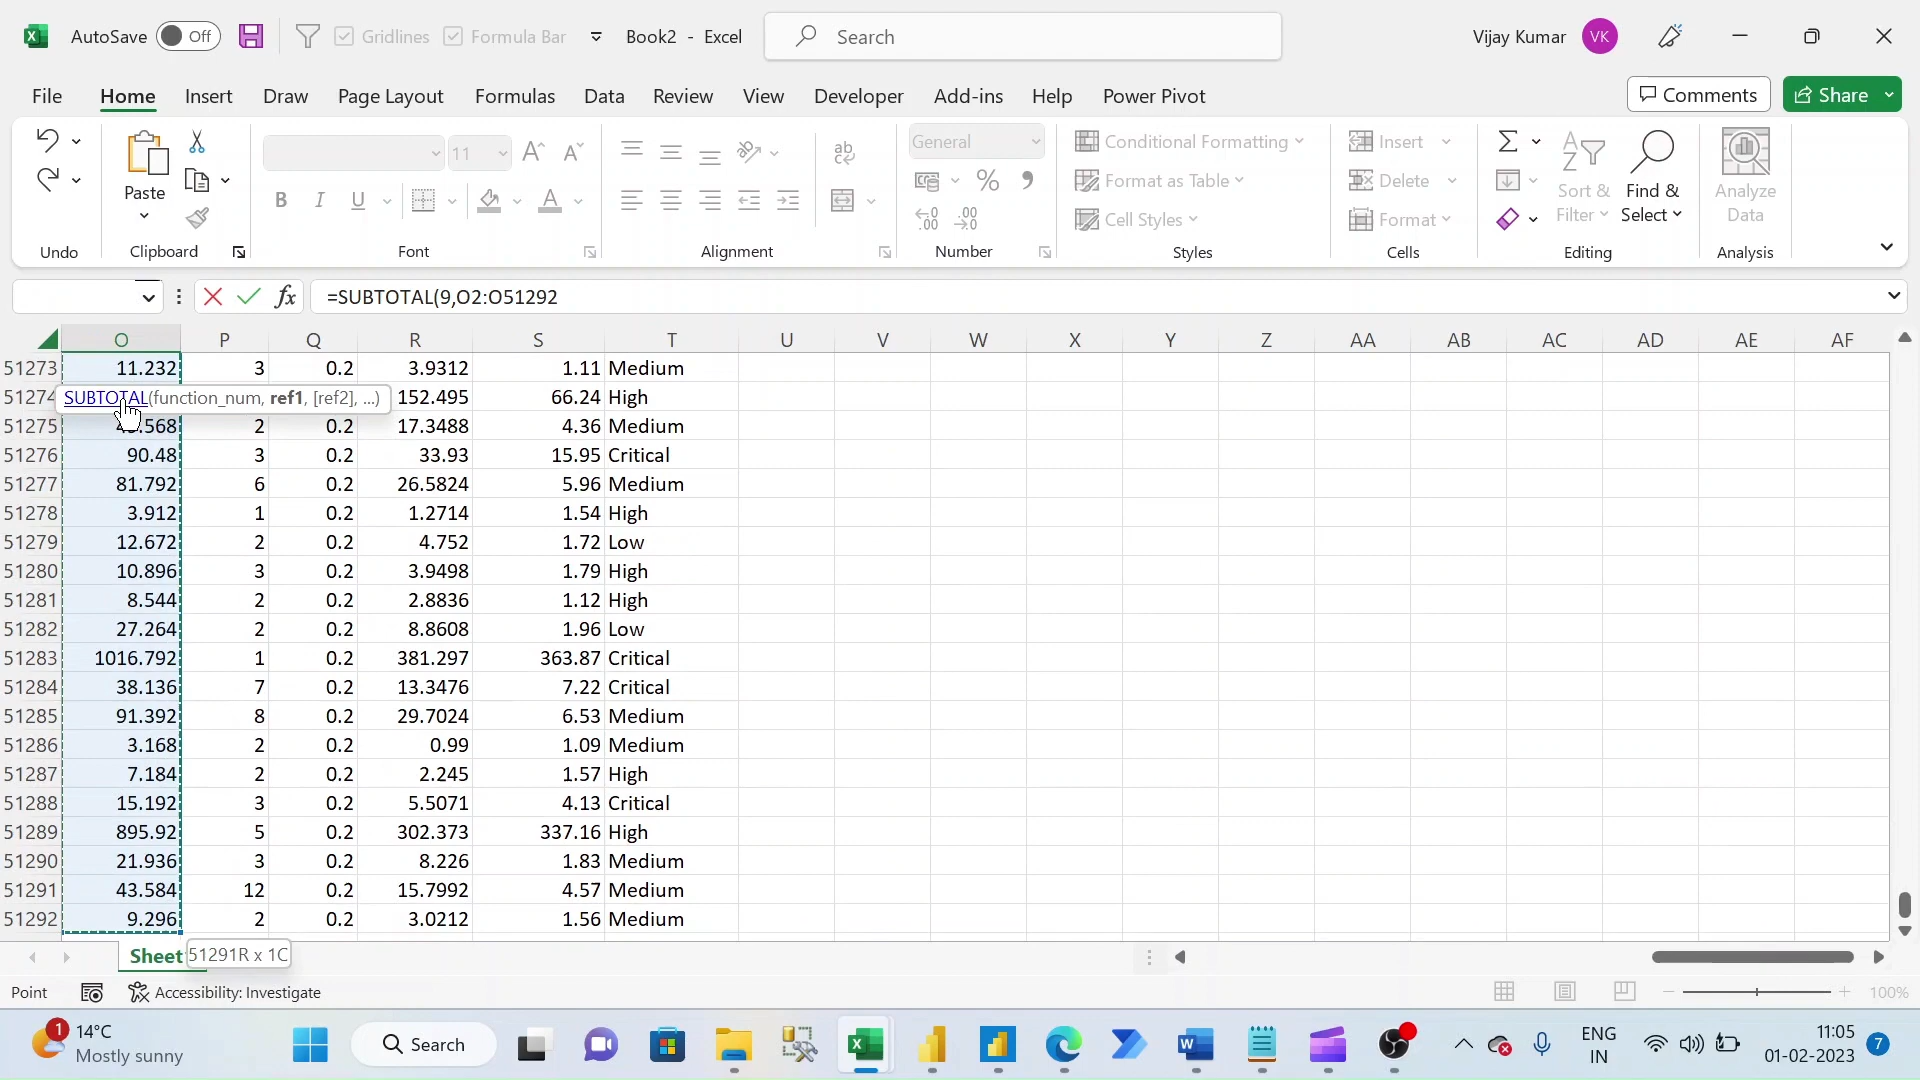 AutoSave Off Gridlines Formula Bar Book2 - Excel Search Vijay Kumar VK
File Home Insert Draw Page Layout Formulas Data Review View Developer Add-ins Help Power Pivot Comments Share
Paste
11
B I U
ab
General
% 9
Conditional Formatting
Format as Table
Cell Styles
Insert
Delete
Format
Sort & Filter
Find & Select
Analyze Data
Undo Clipboard Font Alignment Number Styles Cells Editing Analysis
fx =SUBTOTAL(9,O2:O51292
O P Q R S T U V W X Y Z AA AB AC AD AE AF
51273 11.232 3 0.2 3.9312 1.11 Medium
51274 SUBTOTAL(function_num, ref1, [ref2], ...) 152.495 66.24 High
51275 .568 2 0.2 17.3488 4.36 Medium
51276 90.48 3 0.2 33.93 15.95 Critical
51277 81.792 6 0.2 26.5824 5.96 Medium
51278 3.912 1 0.2 1.2714 1.54 High
51279 12.672 2 0.2 4.752 1.72 Low
51280 10.896 3 0.2 3.9498 1.79 High
51281 8.544 2 0.2 2.8836 1.12 High
51282 27.264 2 0.2 8.8608 1.96 Low
51283 1016.792 1 0.2 381.297 363.87 Critical
51284 38.136 7 0.2 13.3476 7.22 Critical
51285 91.392 8 0.2 29.7024 6.53 Medium
51286 3.168 2 0.2 0.99 1.09 Medium
51287 7.184 2 0.2 2.245 1.57 High
51288 15.192 3 0.2 5.5071 4.13 Critical
51289 895.92 5 0.2 302.373 337.16 High
51290 21.936 3 0.2 8.226 1.83 Medium
51291 43.584 12 0.2 15.7992 4.57 Medium
51292 9.296 2 0.2 3.0212 1.56 Medium
Sheet 51291R x 1C
Point Accessibility: Investigate 100%
1 14°C
Mostly sunny
Search
ENG
IN
11:05
01-02-2023
7